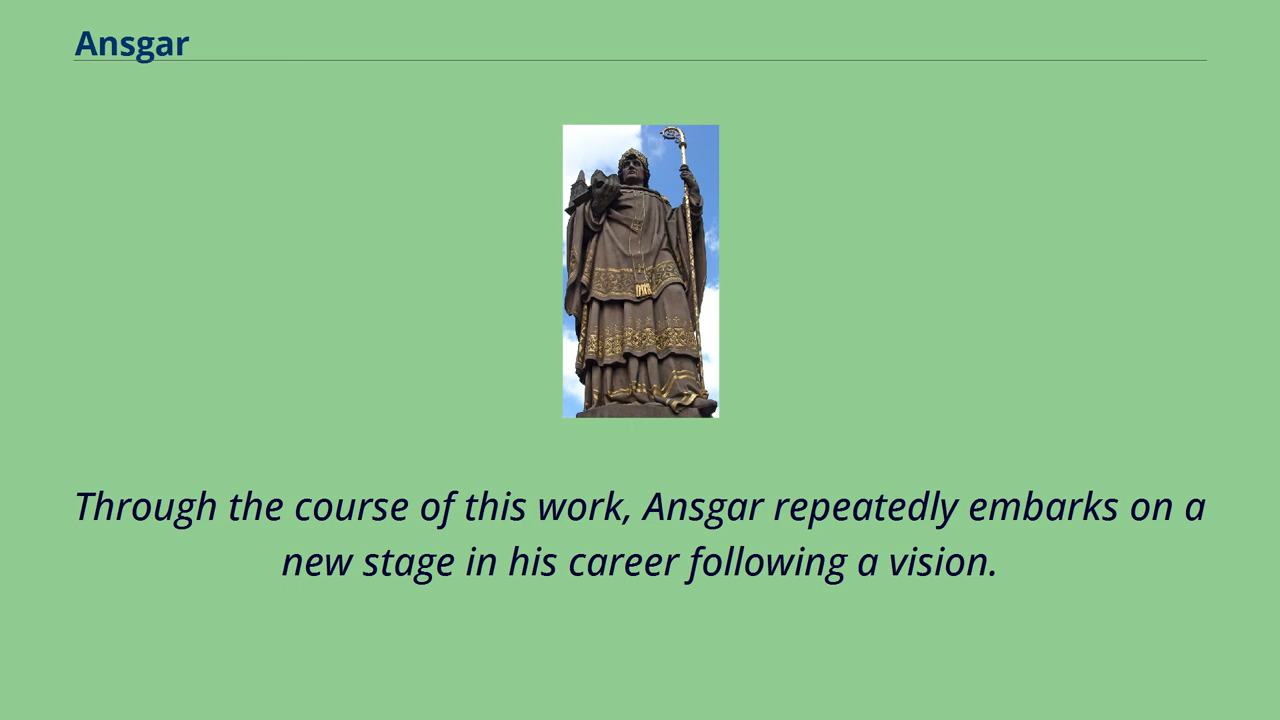 Ansgar
Through the course of this work, Ansgar repeatedly embarks on a
new stage in his career following a vision.